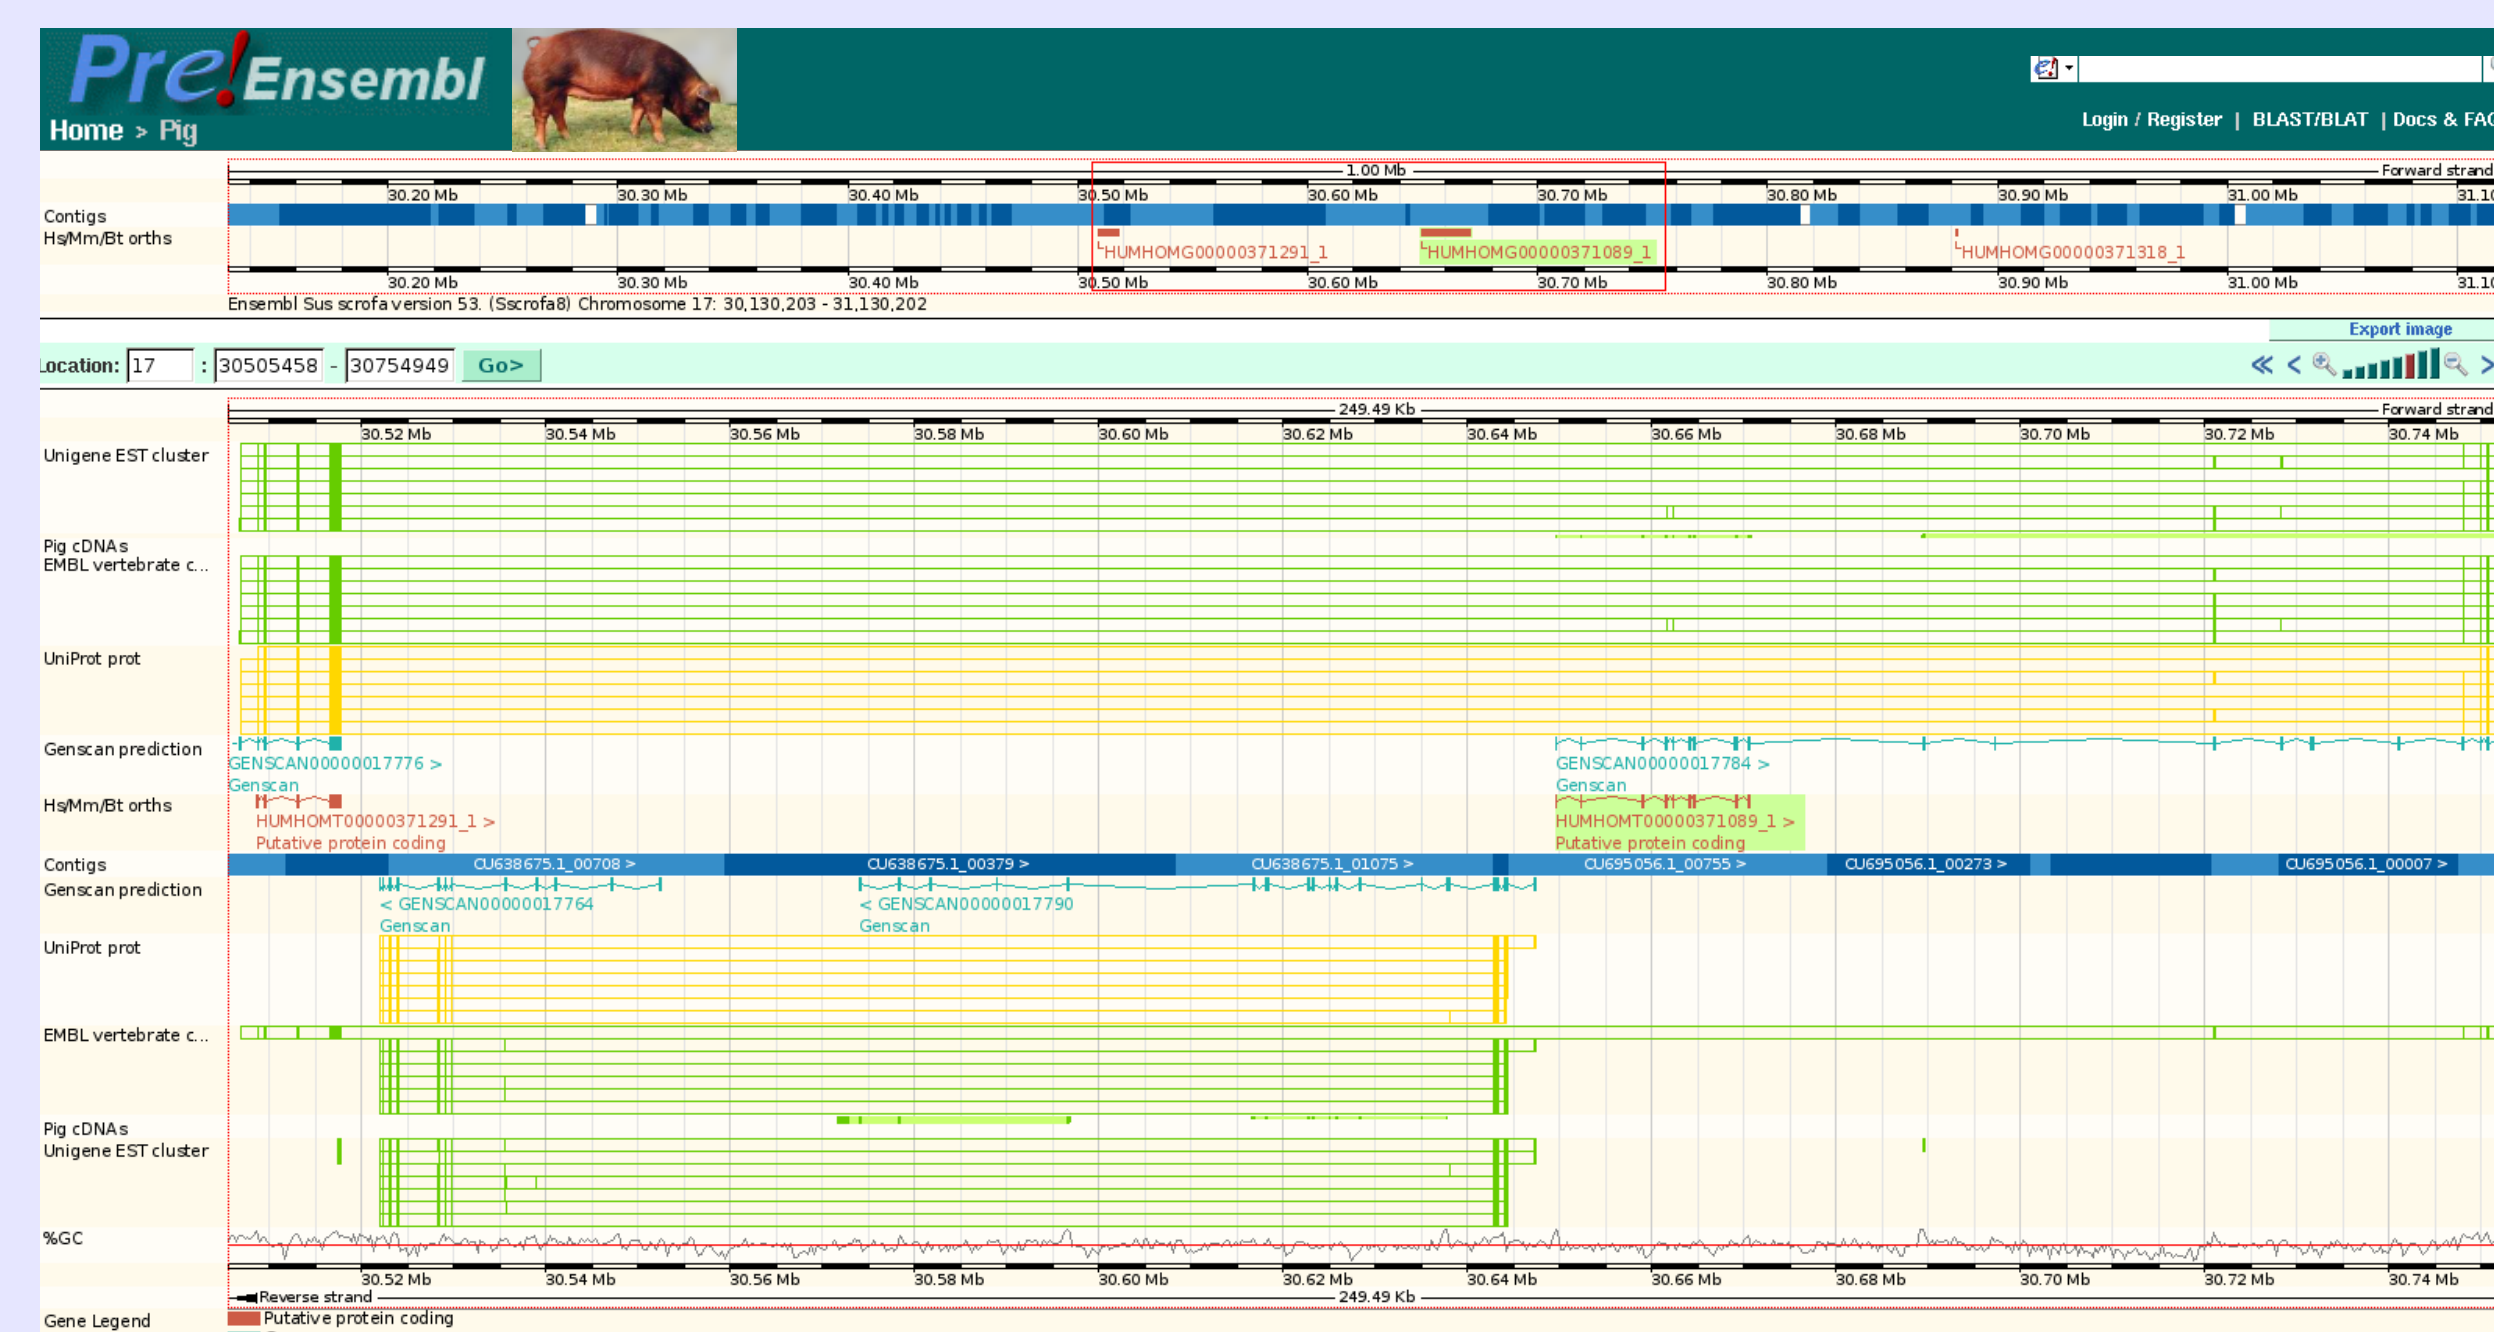 Pre!Ensembl
Home > Pig
e!
Login / Register | BLAST/BLAT | Docs & FAQ
1.00 Mb Forward strand
30.20 Mb 30.30 Mb 30.40 Mb 30.50 Mb 30.60 Mb 30.70 Mb 30.80 Mb 30.90 Mb 31.00 Mb
Contigs
Hs/Mm/Bt orths
HUMHOMG00000371291_1 HUMHOMG00000371089_1 HUMHOMG00000371318_1
30.20 Mb 30.30 Mb 30.40 Mb 30.50 Mb 30.60 Mb 30.70 Mb 30.80 Mb 30.90 Mb 31.00 Mb
Ensembl Sus scrofa version 53. (Sscrofa8) Chromosome 17: 30,130,203 - 31,130,202
Export image
Location: 17 : 30505458 - 30754949 Go>
249.49 Kb Forward strand
30.52 Mb 30.54 Mb 30.56 Mb 30.58 Mb 30.60 Mb 30.62 Mb 30.64 Mb 30.66 Mb 30.68 Mb 30.70 Mb 30.72 Mb 30.74 Mb
Unigene EST cluster
Pig cDNAs
EMBL vertebrate c...
UniProt prot
Genscan prediction
GENSCAN00000017776 > GENSCAN00000017784 >
Genscan Genscan
Hs/Mm/Bt orths
HUMHOMT00000371291_1 > HUMHOMT00000371089_1 >
Putative protein coding Putative protein coding
Contigs CU638675.1_00708 > CU638675.1_00379 > CU638675.1_01075 > CU695056.1_00755 > CU695056.1_00273 > CU695056.1_00007 >
Genscan prediction
< GENSCAN00000017764 < GENSCAN00000017790
Genscan Genscan
UniProt prot
EMBL vertebrate c...
Pig cDNAs
Unigene EST cluster
%GC
30.52 Mb 30.54 Mb 30.56 Mb 30.58 Mb 30.60 Mb 30.62 Mb 30.64 Mb 30.66 Mb 30.68 Mb 30.70 Mb 30.72 Mb 30.74 Mb
Reverse strand 249.49 Kb
Gene Legend Putative protein coding